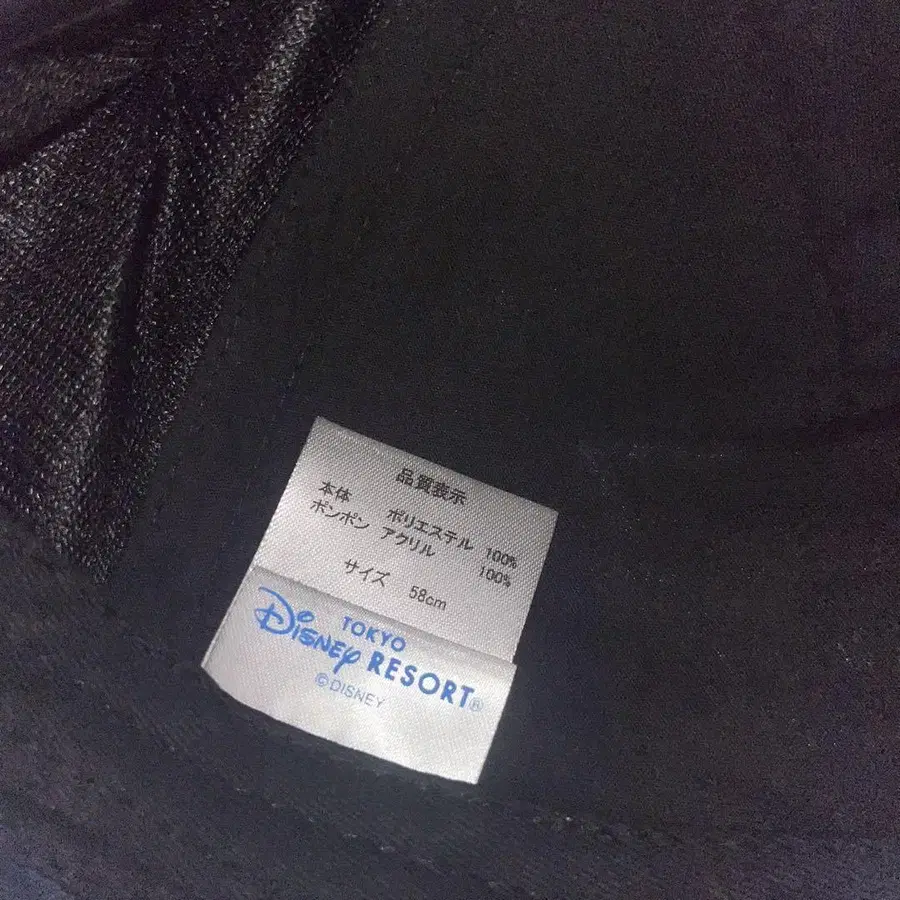 品質表示
本体 ポリエステル 100%
ポンポン アクリル 100%
サイズ 58cm
TOKYO
DISNEY RESORT®
©DISNEY